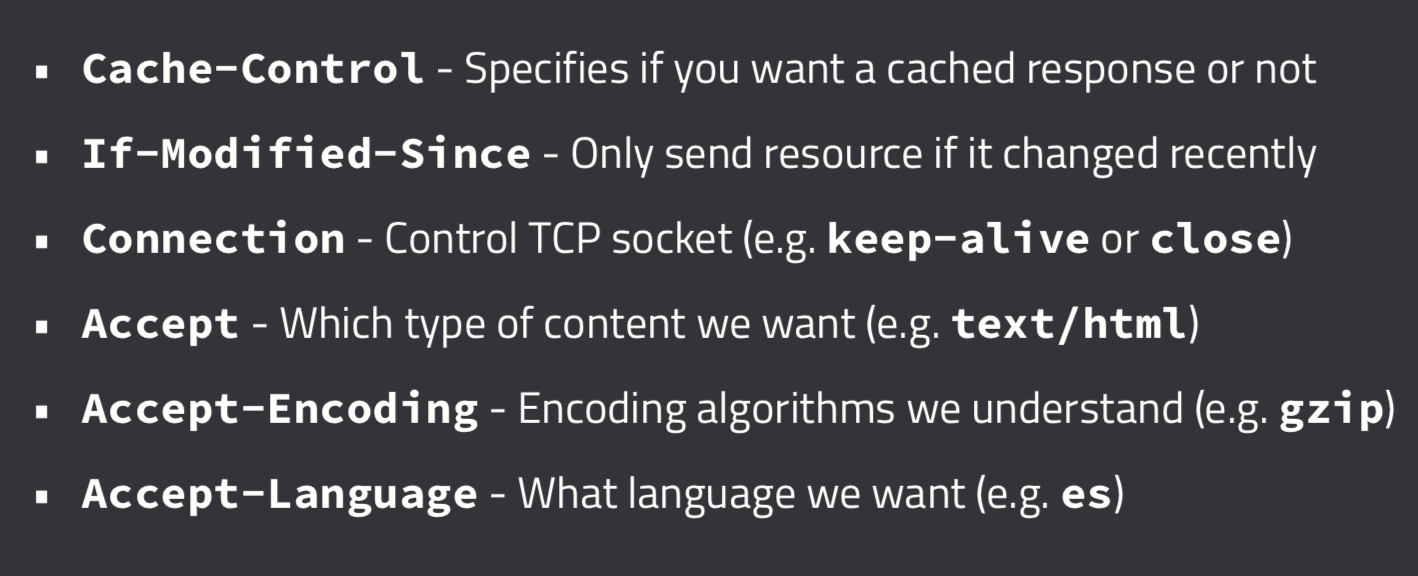 ▪ Cache-Control - Specifies if you want a cached response or not
▪ If-Modified-Since - Only send resource if it changed recently
▪ Connection - Control TCP socket (e.g. keep-alive or close)
▪ Accept - Which type of content we want (e.g. text/html)
▪ Accept-Encoding - Encoding algorithms we understand (e.g. gzip)
▪ Accept-Language - What language we want (e.g. es)